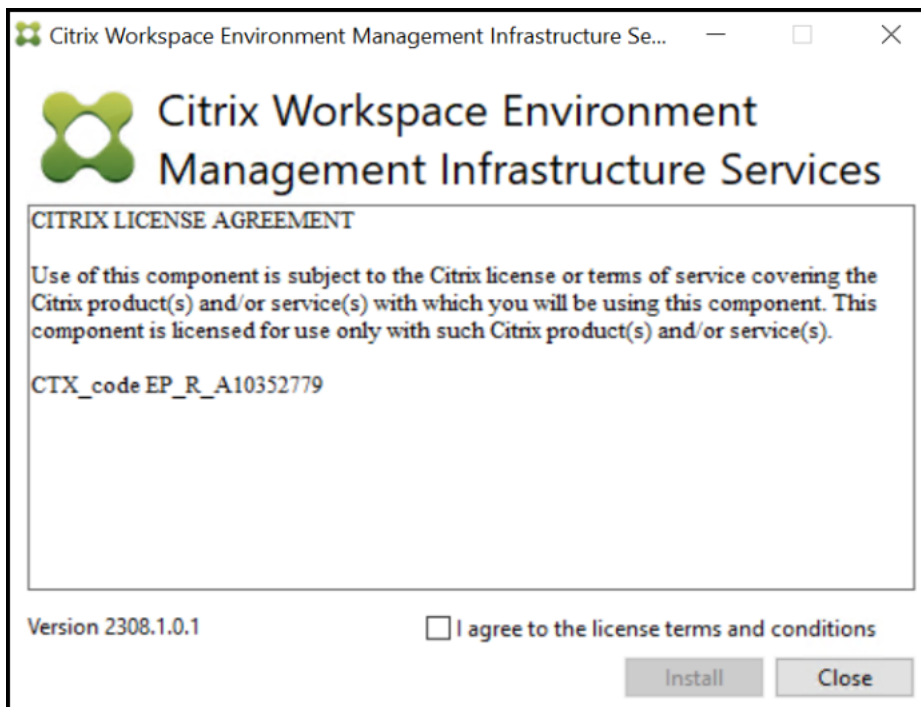 Citrix Workspace Environment Management Infrastructure Se...
Citrix Workspace Environment
Management Infrastructure Services
CITRIX LICENSE AGREEMENT
Use of this component is subject to the Citrix license or terms of service covering the
Citrix product(s) and/or service(s) with which you will be using this component. This
component is licensed for use only with such Citrix product(s) and/or service(s).
CTX_code EP_R_A10352779
Version 2308.1.0.1
I agree to the license terms and conditions
Install
Close